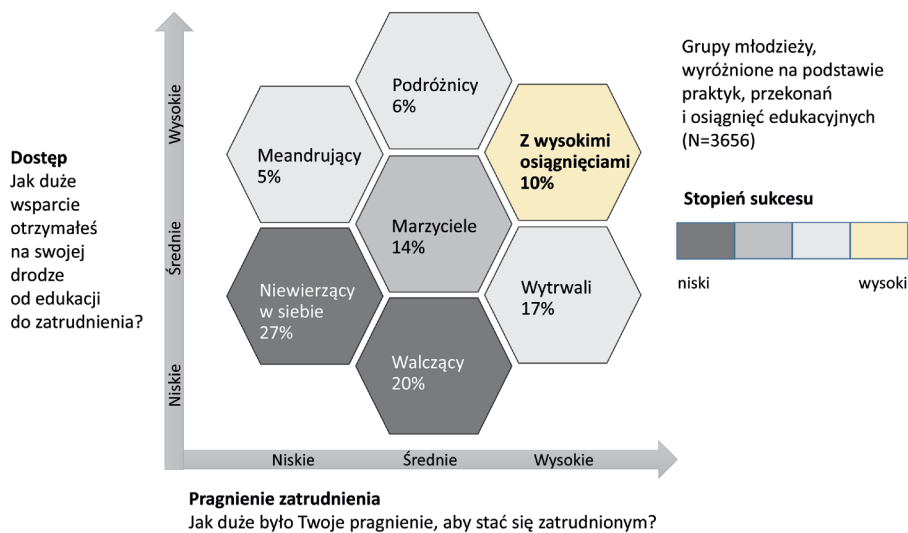 Wysokie
Średnie
Niskie
Dostęp
Jak duże
wsparcie
otrzymałeś
na swojej
drodze
od edukacji
do zatrudnienia?
Podróżnicy
6%
Meandrujący
5%
Z wysokimi
osiągnięciami
10%
Marzyciele
14%
Niewierzący
w siebie
27%
Wytrwali
17%
Walczący
20%
Niskie
Średnie
Wysokie
Pragnienie zatrudnienia
Jak duże było Twoje pragnienie, aby stać się zatrudnionym?
Grupy młodzieży,
wyróżnione na podstawie
praktyk, przekonań
i osiągnięć edukacyjnych
(N=3656)
Stopień sukcesu
niski
wysoki